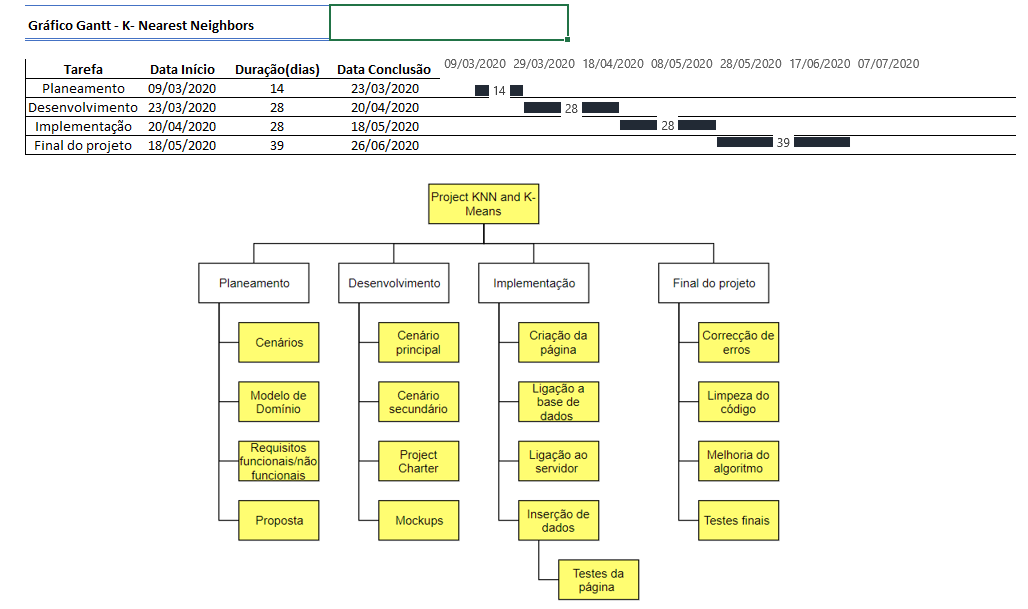 Gráfico Gantt - K- Nearest Neighbors
09/03/2020 29/03/2020 18/04/2020 08/05/2020 28/05/2020 17/06/2020 07/07/2020
Tarefa Data Início Duração(dias) Data Conclusão
Planeamento 09/03/2020 14 23/03/2020 14
Desenvolvimento 23/03/2020 28 20/04/2020 28
Implementação 20/04/2020 28 18/05/2020 28
Final do projeto 18/05/2020 39 26/06/2020 39
Project KNN and K-
Means
Planeamento
Desenvolvimento
Implementação
Final do projeto
Cenários
Modelo de
Domínio
Requisitos
funcionais/não
funcionais
Proposta
Cenário
principal
Cenário
secundário
Project
Charter
Mockups
Criação da
página
Ligação a
base de
dados
Ligação ao
servidor
Inserção de
dados
Testes da
página
Correcção de
erros
Limpeza do
código
Melhoria do
algoritmo
Testes finais